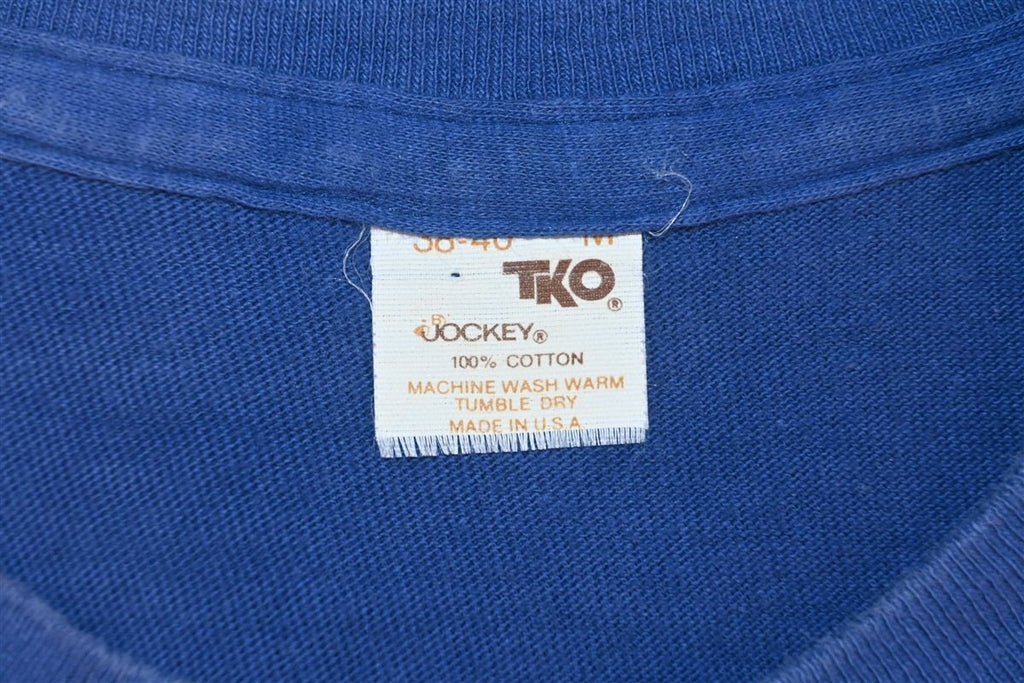 38-40 M
TKO®
JOCKEY®
100% COTTON
MACHINE WASH WARM
TUMBLE DRY
MADE IN U.S.A.